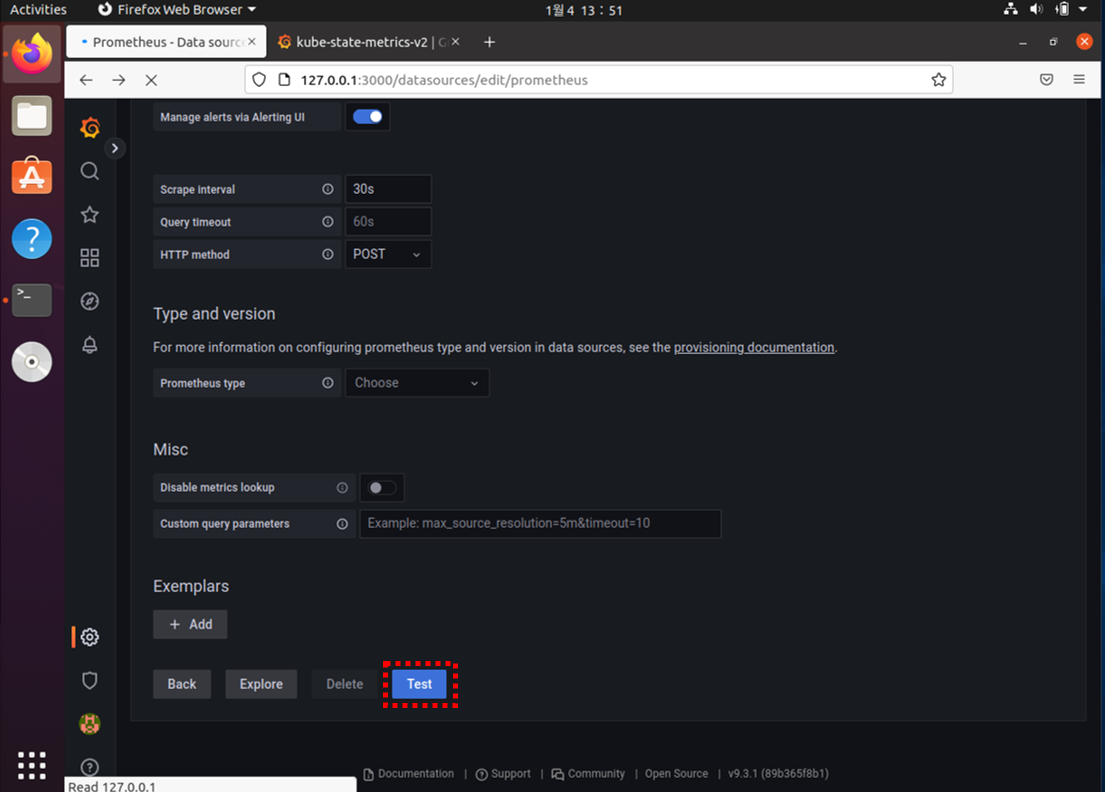 Activities
Firefox Web Browser
1월 4 13 : 51
Prometheus - Data sourc
kube-state-metrics-v2 | G
127.0.0.1:3000/datasources/edit/prometheus
Manage alerts via Alerting UI
Scrape interval
30s
Query timeout
60s
HTTP method
POST
Type and version
For more information on configuring prometheus type and version in data sources, see the provisioning documentation.
Prometheus type
Choose
Misc
Disable metrics lookup
Custom query parameters
Example: max_source_resolution=5m&timeout=10
Exemplars
+ Add
Back
Explore
Delete
Test
Documentation | Support | Community | Open Source | v9.3.1 (89b365f8b1)
Read 127.0.0.1